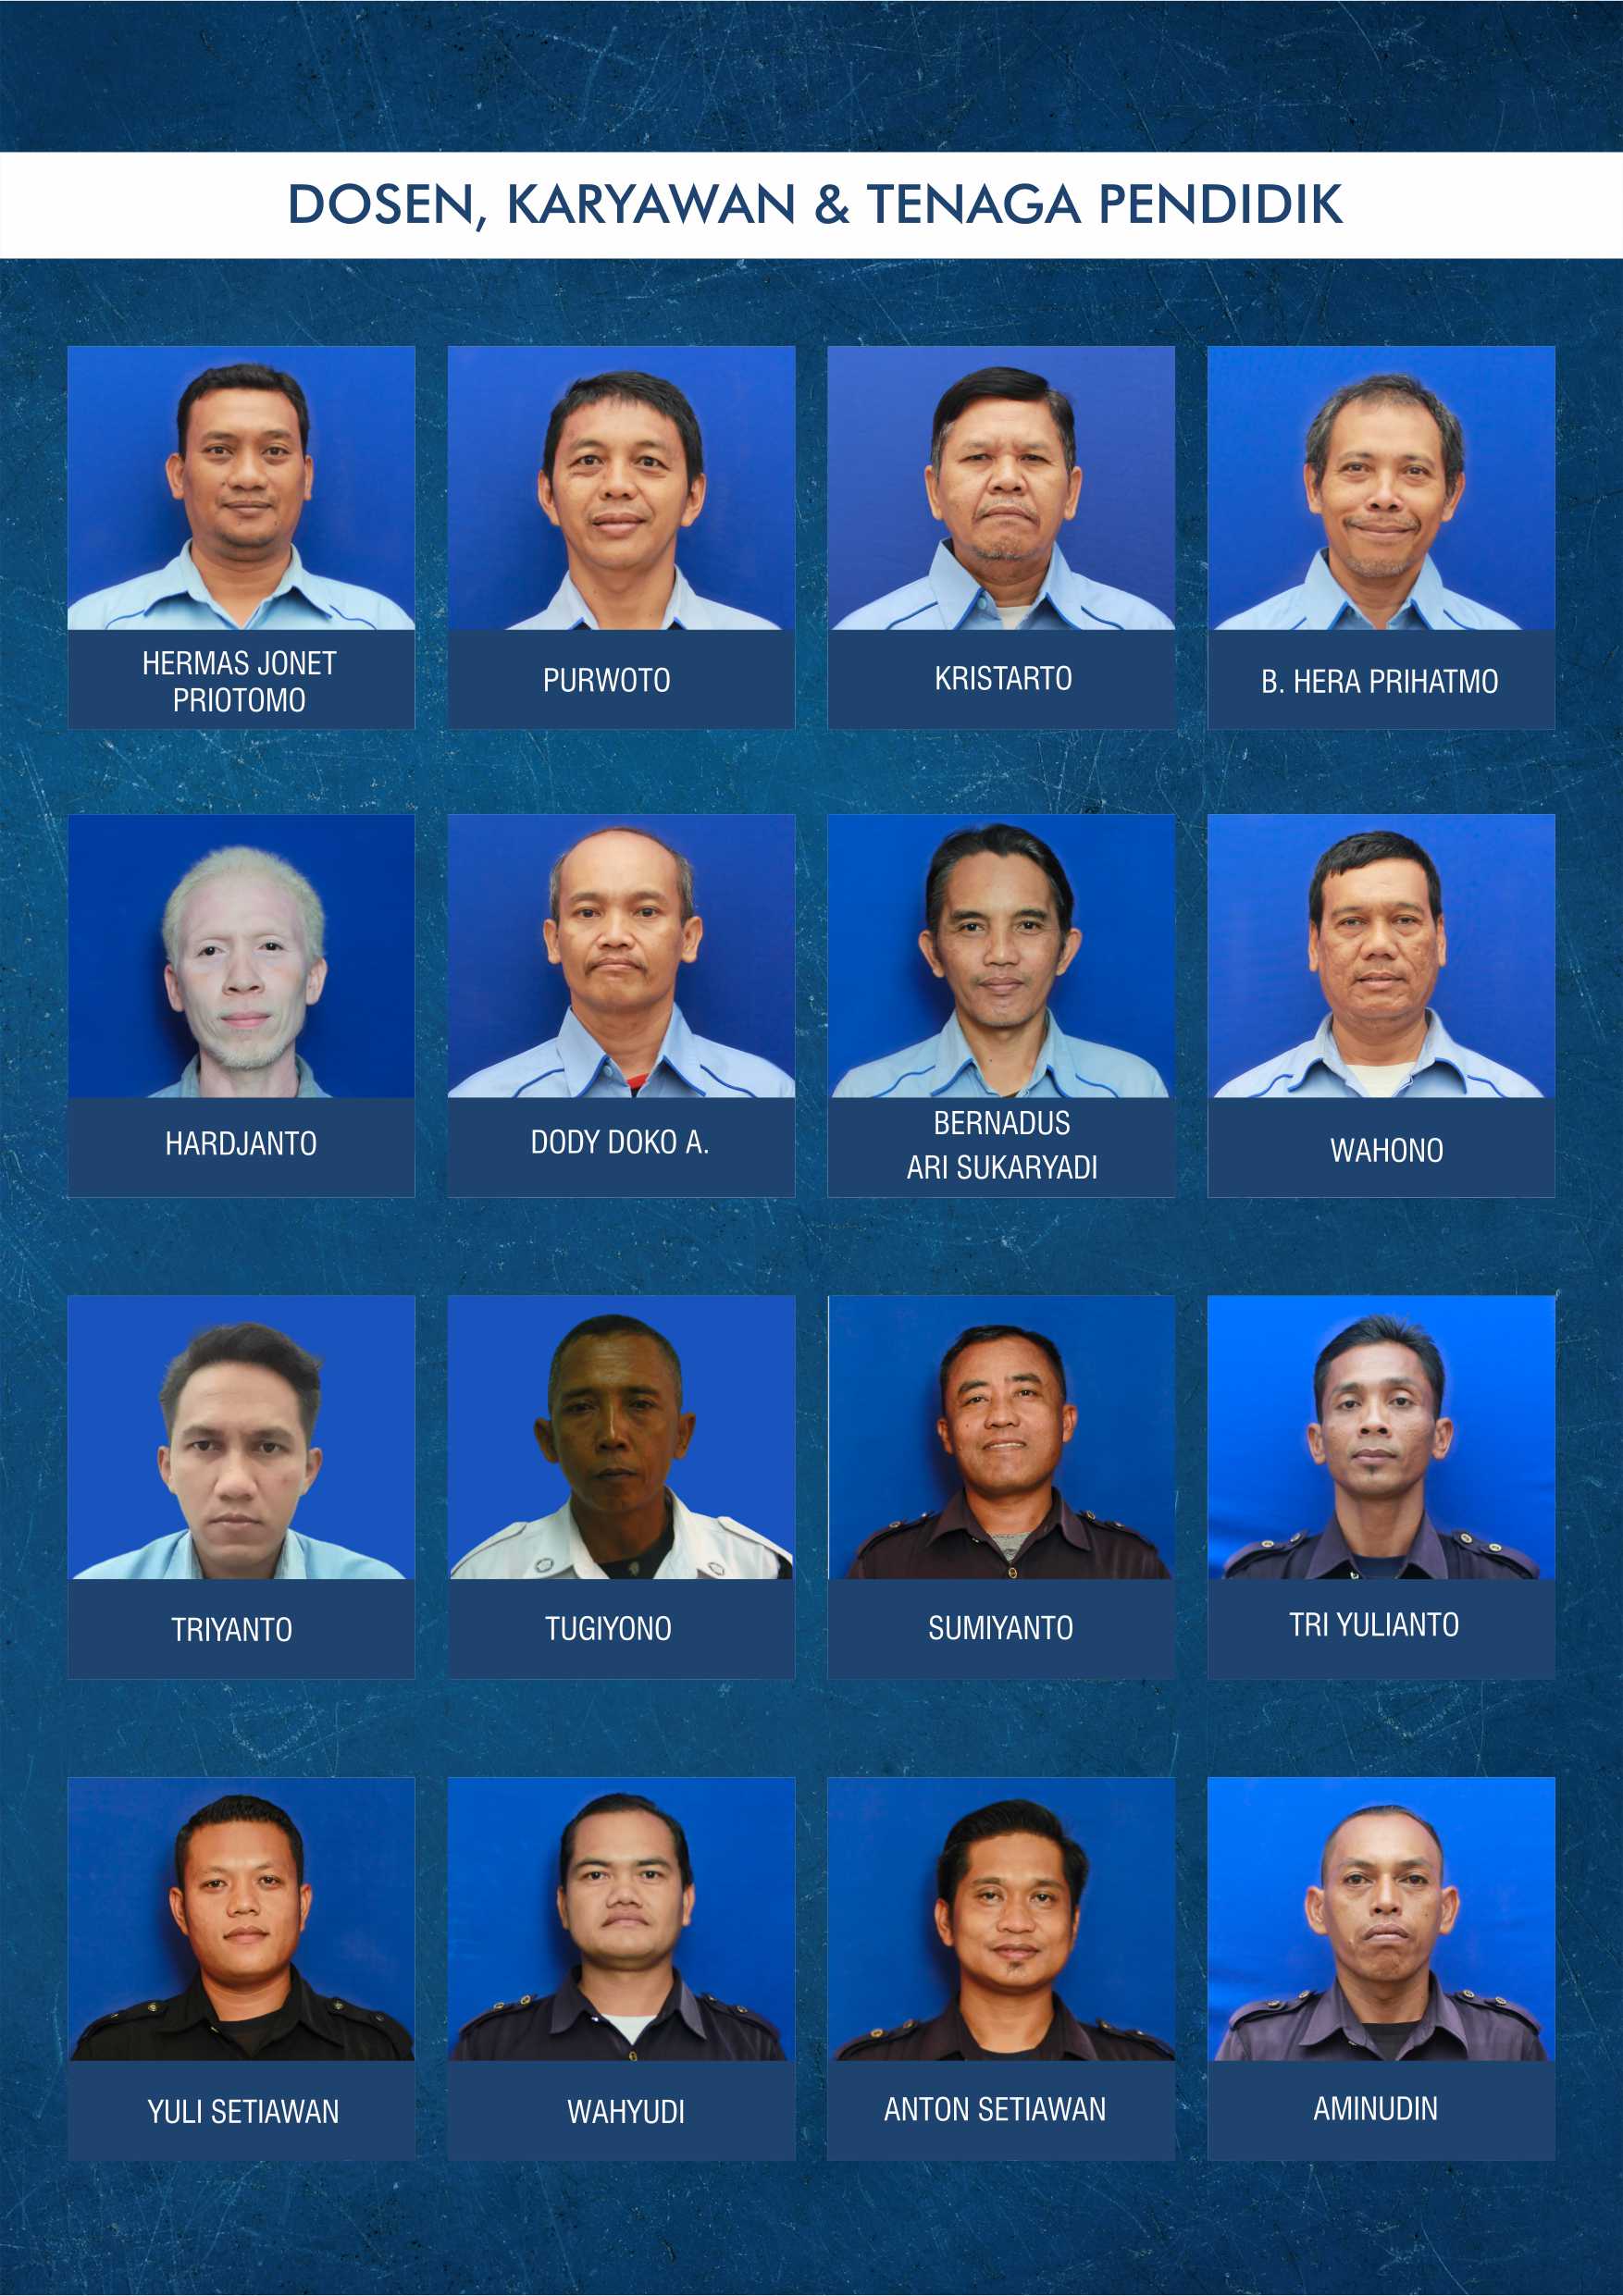 DOSEN, KARYAWAN & TENAGA PENDIDIK
HERMAS JONET
PRIOTOMO
PURWOTO
KRISTARTO
B. HERA PRIHATMO
HARDJANTO
DODY DOKO A.
BERNADUS
ARI SUKARYADI
WAHONO
TRIYANTO
TUGIYONO
SUMIYANTO
TRI YULIANTO
YULI SETIAWAN
WAHYUDI
ANTON SETIAWAN
AMINUDIN